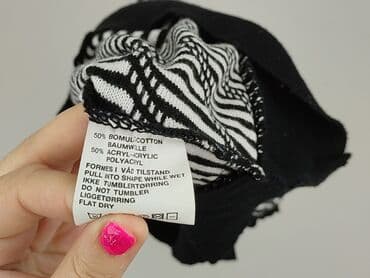 50% BOMULL-COTTON
BAUMWOLLE
50% ACRYL-ACRYLIC
POLYACRYL
FORMES I VÅD TILSTAND
PULL INTO SHAPE WHILE WET
IKKE TUMBLERTØRRING
DO NOT TUMBLER
LIGGETØRRING
FLAT DRY